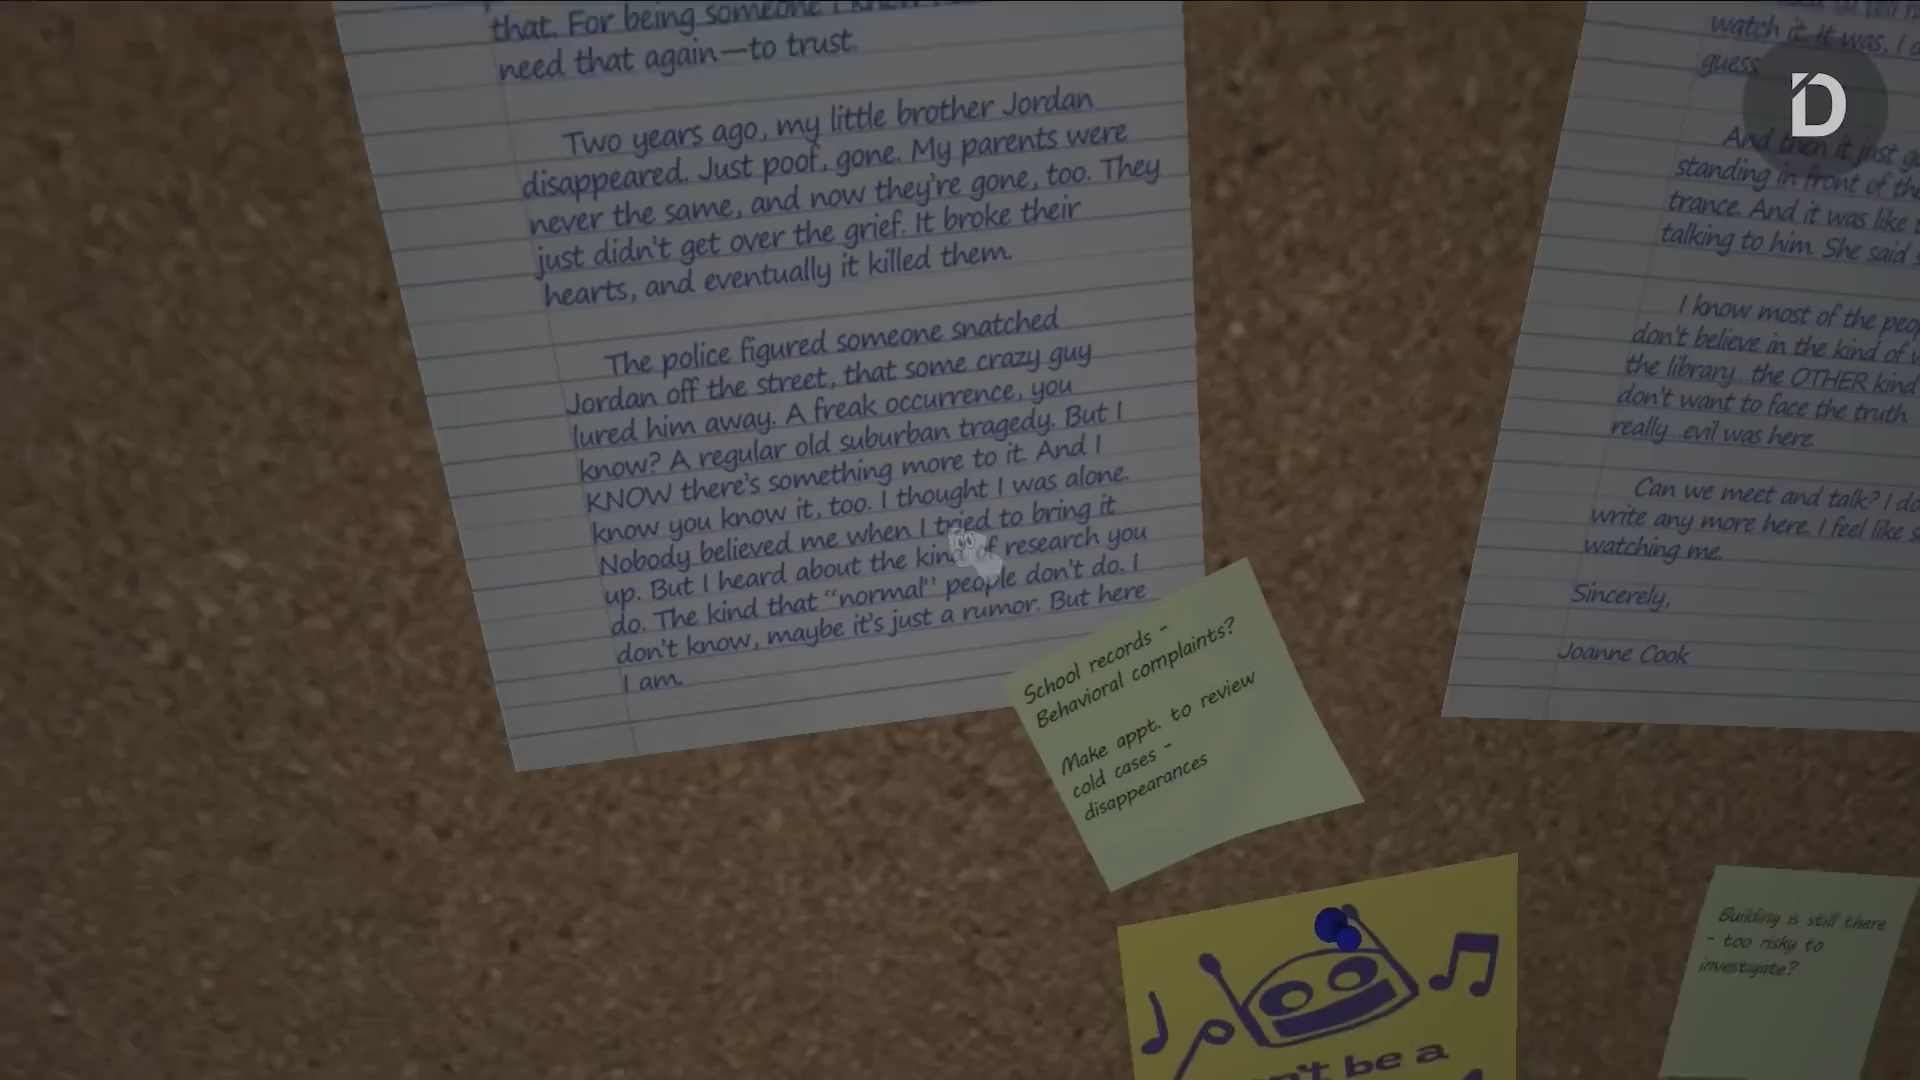 that. For being someone I
need that again—to trust.
Two years ago, my little brother Jordan
disappeared. Just poof, gone. My parents were
never the same, and now they're gone, too. They
just didn't get over the grief. It broke their
hearts, and eventually it killed them.
The police figured someone snatched
Jordan off the street, that some crazy guy
lured him away. A freak occurrence, you
know? A regular old suburban tragedy. But I
KNOW there's something more to it. And I
know you know it, too. I thought I was alone.
Nobody believed me when I tried to bring it
up. But I heard about the kind of research you
do. The kind that "normal" people don't do. I
don't know, maybe it's just a rumor. But here
I am.
School records -
Behavioral complaints?
Make appt. to review
cold cases -
disappearances
watch it. It was, I
guess
And then it just
standing in front of the
trance. And it was like
talking to him. She said
I know most of the
don't believe in the kind of
the library...the OTHER kind
don't want to face the truth
really evil was here.
Can we meet and talk? I
write any more here. I feel like
watching me.
Sincerely,
Joanne Cook
be a
Building is still there
- too risky to
investigate?
D